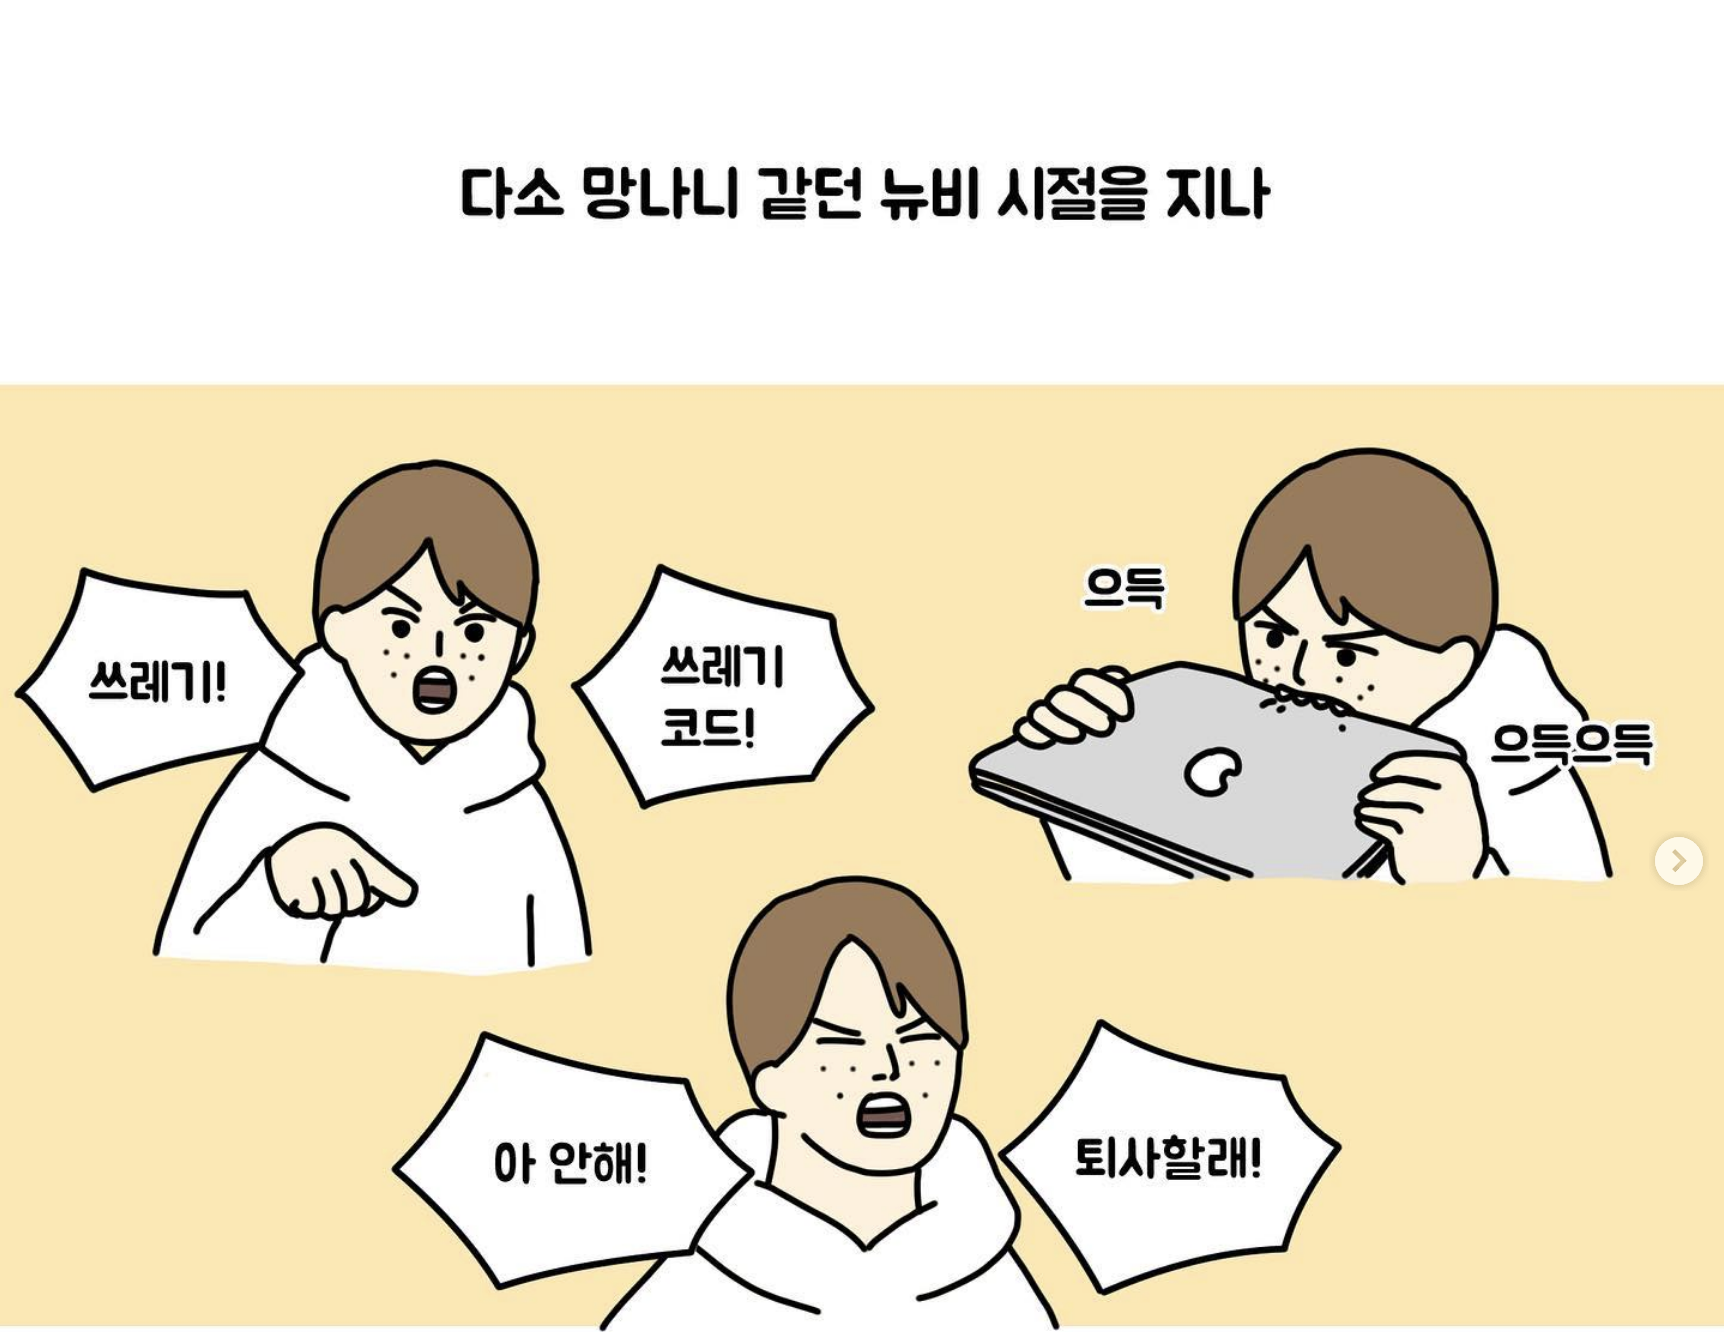 다소 망나니 같던 뉴비 시절을 지나
쓰레기!
쓰레기
코드!
으득
으득으득
아 안해!
퇴사할래!